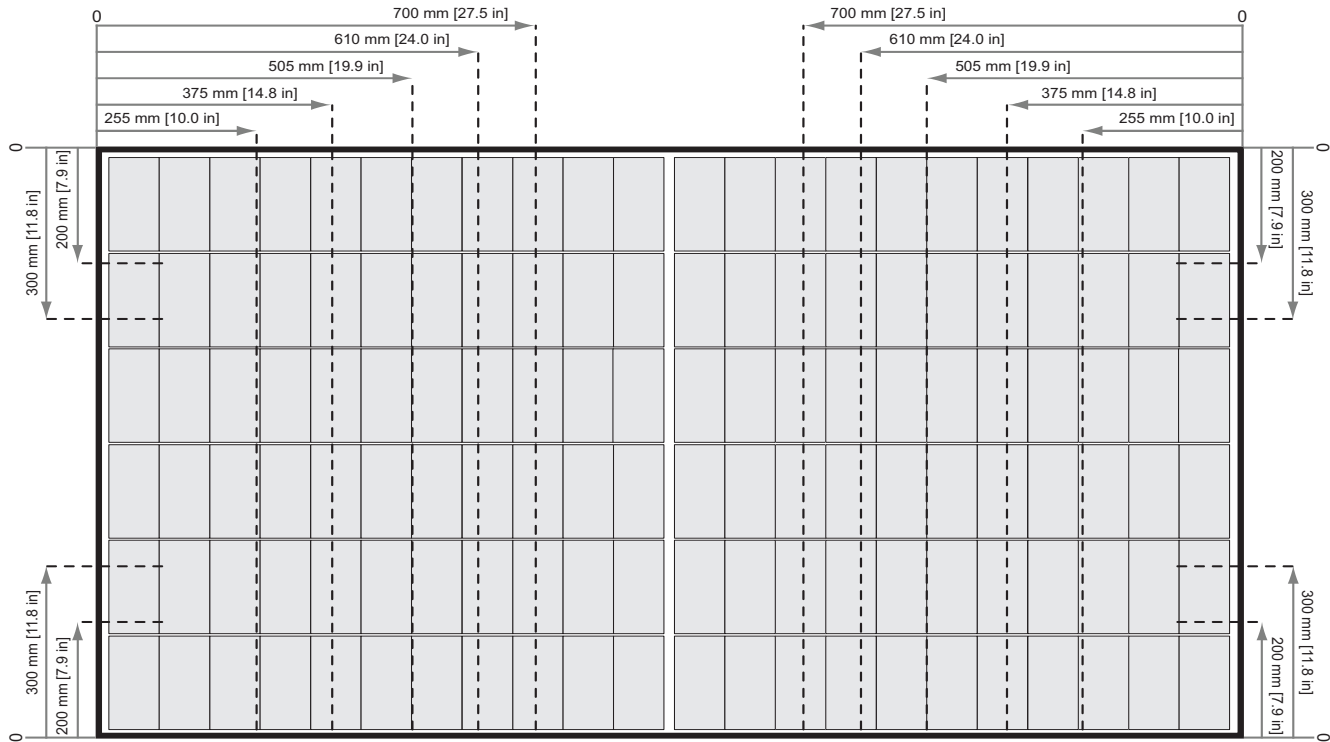 0
700 mm [27.5 in]
700 mm [27.5 in]
0
610 mm [24.0 in]
610 mm [24.0 in]
505 mm [19.9 in]
505 mm [19.9 in]
375 mm [14.8 in]
375 mm [14.8 in]
255 mm [10.0 in]
255 mm [10.0 in]
0
0
300 mm [11.8 in]
200 mm [7.9 in]
200 mm [7.9 in]
300 mm [11.8 in]
300 mm [11.8 in]
200 mm [7.9 in]
200 mm [7.9 in]
300 mm [11.8 in]
0
0